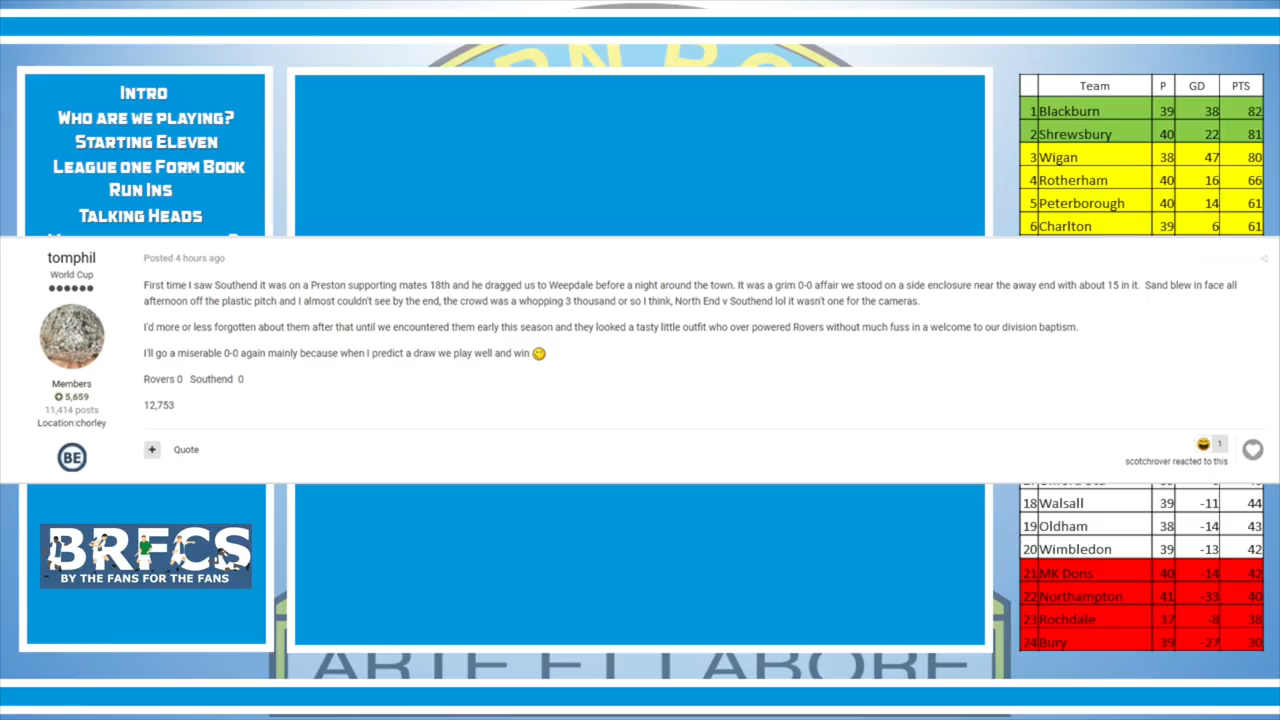 RN RO
INTRO
WHO ARE WE PLAYING?
STARTING ELEVEN
LEAGUE ONE FORM BOOK
RUN INS
TALKING HEADS
Team P GD PTS
1 Blackburn 39 38 82
2 Shrewsbury 40 22 81
3 Wigan 38 47 80
4 Rotherham 40 16 66
5 Peterborough 40 14 61
6 Charlton 39 6 61
tomphil
World Cup
Members
5,659
11,414 posts
Location:chorley
BE
Posted 4 hours ago
First time I saw Southend it was on a Preston supporting mates 18th and he dragged us to Weepdale before a night around the town. It was a grim 0-0 affair we stood on a side enclosure near the away end with about 15 in it. Sand blew in face all
afternoon off the plastic pitch and I almost couldn't see by the end, the crowd was a whopping 3 thousand or so I think, North End v Southend lol it wasn't one for the cameras.
I'd more or less forgotten about them after that until we encountered them early this season and they looked a tasty little outfit who over powered Rovers without much fuss in a welcome to our division baptism.
I'll go a miserable 0-0 again mainly because when I predict a draw we play well and win
Rovers 0 Southend 0
12,753
+ Quote
1
scotchrover reacted to this
18 Walsall 39 -11 44
19 Oldham 38 -14 43
20 Wimbledon 39 -13 42
21 MK Dons 40 -14 42
22 Northampton 41 -33 40
23 Rochdale 37 -8 38
24 Bury 39 -27 30
BRFCS
BY THE FANS FOR THE FANS
ARTE ET LABORE